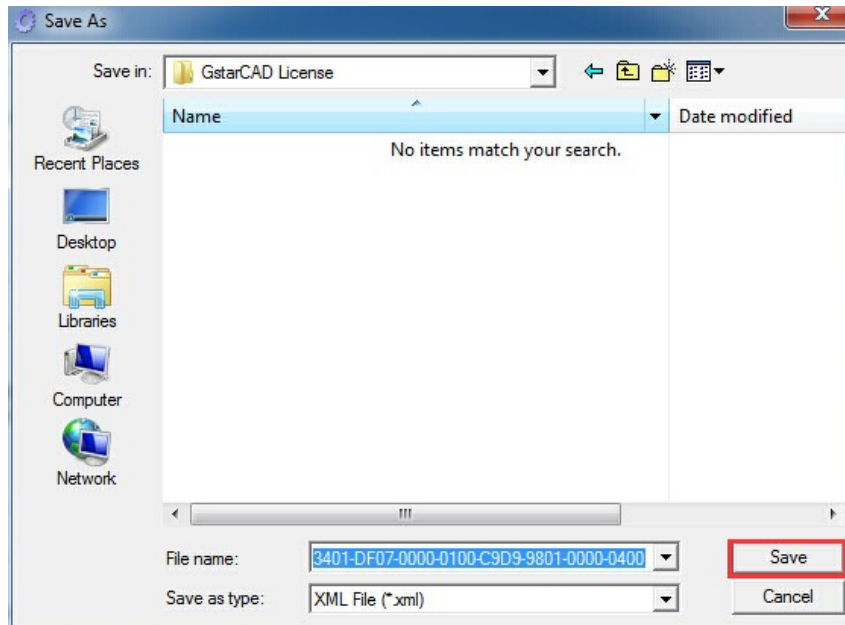 Save As
Save in:
GstarCAD License
Name
Date modified
No items match your search.
Recent Places
Desktop
Libraries
Computer
Network
File name:
3401-DF07-0000-0100-C9D9-9801-0000-0400
Save
Save as type:
XML File (*.xml)
Cancel